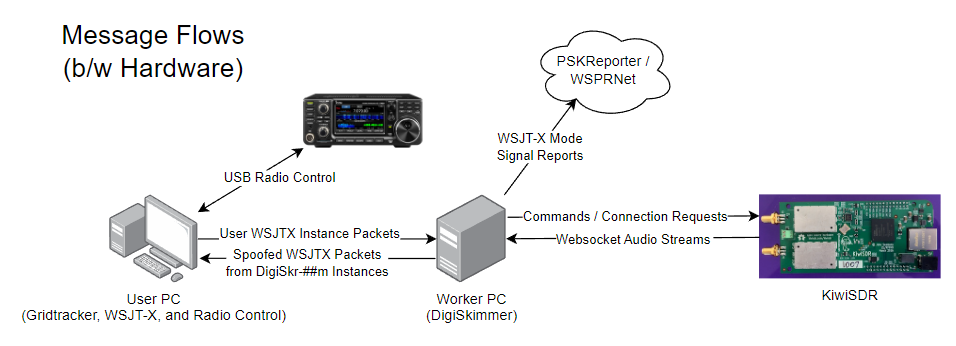 Message Flows
(b/w Hardware)
PSKReporter /
WSPRNet
WSJT-X Mode
Signal Reports
USB Radio Control
Commands / Connection Requests
User WSJTX Instance Packets
Websocket Audio Streams
Spoofed WSJTX Packets
from DigiSkr-##m Instances
User PC
(Gridtracker, WSJT-X, and Radio Control)
Worker PC
(DigiSkimmer)
KiwiSDR
1007
KiwiSDR